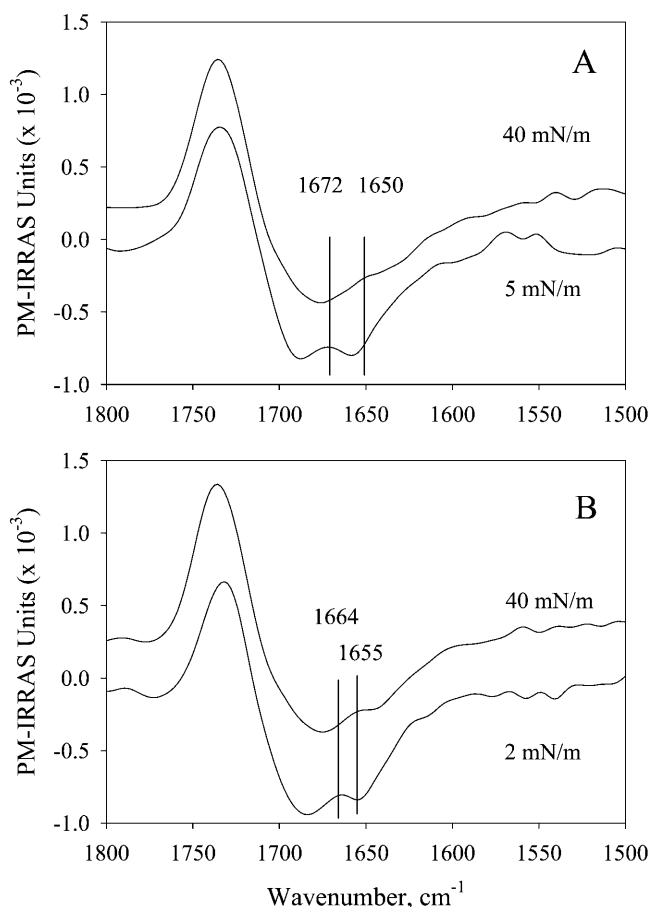 A
PM-IRRAS Units (x 10⁻³)
1.5
1.0
0.5
0.0
-0.5
-1.0
40 mN/m
1672 1650
5 mN/m
1800 1750 1700 1650 1600 1550 1500
B
PM-IRRAS Units (x 10⁻³)
1.5
1.0
0.5
0.0
-0.5
-1.0
40 mN/m
1664
1655
2 mN/m
1800 1750 1700 1650 1600 1550 1500
Wavenumber, cm⁻¹